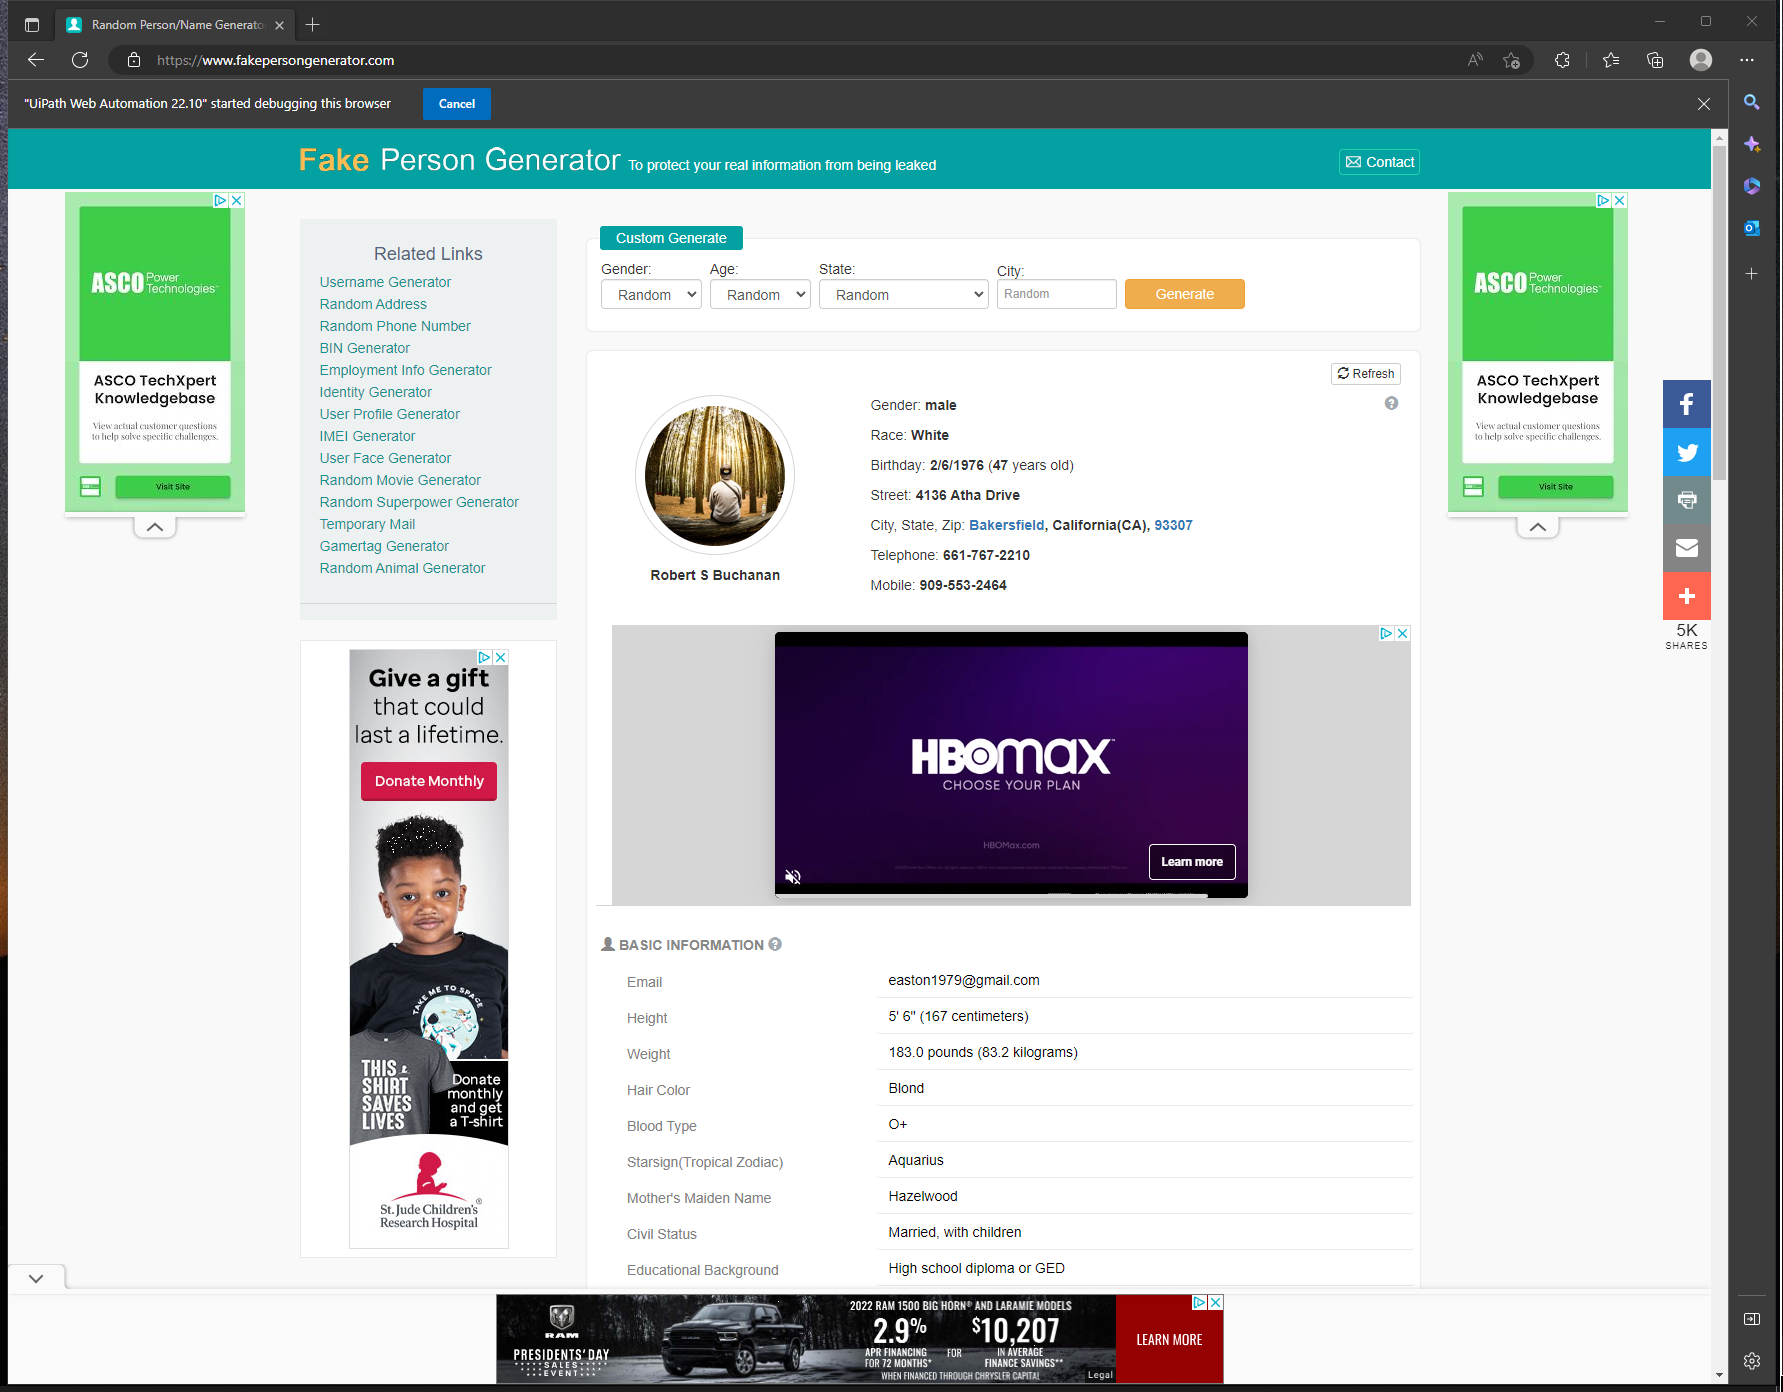 Random Person/Name Generato
https://www.fakepersongenerator.com
"UiPath Web Automation 22.10" started debugging this browser
Cancel
Fake Person Generator To protect your real information from being leaked
Contact
ASCO Power Technologies
ASCO TechXpert
Knowledgebase
View actual customer questions
to help solve specific challenges.
Visit Site
Related Links
Username Generator
Random Address
Random Phone Number
BIN Generator
Employment Info Generator
Identity Generator
User Profile Generator
IMEI Generator
User Face Generator
Random Movie Generator
Random Superpower Generator
Temporary Mail
Gamertag Generator
Random Animal Generator
Custom Generate
Gender: Age: State: City:
Random Random Random Random Generate
Refresh
Gender: male
Race: White
Birthday: 2/6/1976 (47 years old)
Street: 4136 Atha Drive
City, State, Zip: Bakersfield, California(CA), 93307
Telephone: 661-767-2210
Mobile: 909-553-2464
Robert S Buchanan
ASCO Power Technologies
ASCO TechXpert
Knowledgebase
View actual customer questions
to help solve specific challenges.
Visit Site
5K
SHARES
Give a gift
that could
last a lifetime.
Donate Monthly
TAKE ME TO SPACE
THIS
SHIRT
SAVES
LIVES
Donate
monthly
and get
a T-shirt
St. Jude Children's
Research Hospital
HBOMAX
CHOOSE YOUR PLAN
HBOMax.com
Learn more
BASIC INFORMATION
Email easton1979@gmail.com
Height 5' 6" (167 centimeters)
Weight 183.0 pounds (83.2 kilograms)
Hair Color Blond
Blood Type O+
Starsign(Tropical Zodiac) Aquarius
Mother's Maiden Name Hazelwood
Civil Status Married, with children
Educational Background High school diploma or GED
RAM
PRESIDENTS' DAY
SALES
EVENT
2022 RAM 1500 BIG HORN® AND LARAMIE MODELS
2.9% $10,207
APR FINANCING FOR IN AVERAGE
FOR 72 MONTHS* FINANCE SAVINGS**
WHEN FINANCED THROUGH CHRYSLER CAPITAL
Legal
LEARN MORE